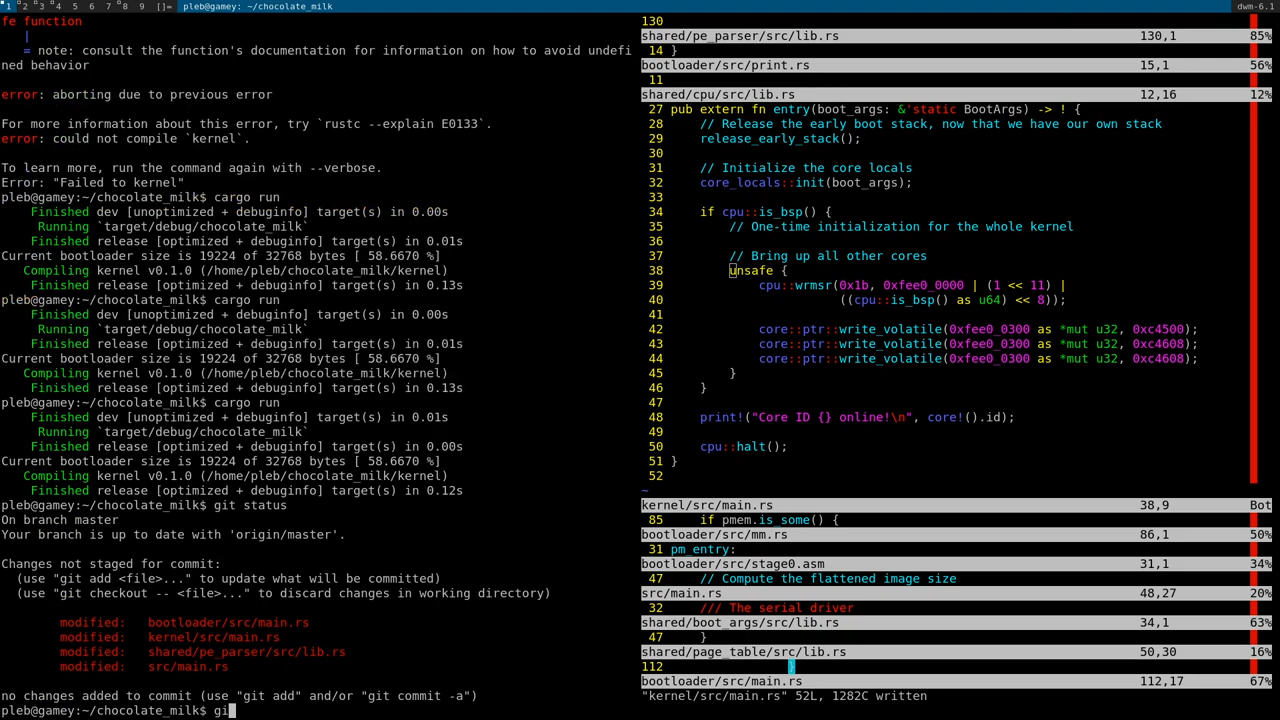 1 2 3 4 5 6 7 8 9 []= pleb@gamey: ~/chocolate_milk dwm-6.1
fe function
|
= note: consult the function's documentation for information on how to avoid undefi
ned behavior
error: aborting due to previous error
For more information about this error, try `rustc --explain E0133`.
error: could not compile `kernel`.
To learn more, run the command again with --verbose.
Error: "Failed to kernel"
pleb@gamey:~/chocolate_milk$ cargo run
Finished dev [unoptimized + debuginfo] target(s) in 0.00s
Running `target/debug/chocolate_milk`
Finished release [optimized + debuginfo] target(s) in 0.01s
Current bootloader size is 19224 of 32768 bytes [ 58.6670 %]
Compiling kernel v0.1.0 (/home/pleb/chocolate_milk/kernel)
Finished release [optimized + debuginfo] target(s) in 0.13s
pleb@gamey:~/chocolate_milk$ cargo run
Finished dev [unoptimized + debuginfo] target(s) in 0.00s
Running `target/debug/chocolate_milk`
Finished release [optimized + debuginfo] target(s) in 0.01s
Current bootloader size is 19224 of 32768 bytes [ 58.6670 %]
Compiling kernel v0.1.0 (/home/pleb/chocolate_milk/kernel)
Finished release [optimized + debuginfo] target(s) in 0.13s
pleb@gamey:~/chocolate_milk$ cargo run
Finished dev [unoptimized + debuginfo] target(s) in 0.01s
Running `target/debug/chocolate_milk`
Finished release [optimized + debuginfo] target(s) in 0.00s
Current bootloader size is 19224 of 32768 bytes [ 58.6670 %]
Compiling kernel v0.1.0 (/home/pleb/chocolate_milk/kernel)
Finished release [optimized + debuginfo] target(s) in 0.12s
pleb@gamey:~/chocolate_milk$ git status
On branch master
Your branch is up to date with 'origin/master'.
Changes not staged for commit:
(use "git add <file>..." to update what will be committed)
(use "git checkout -- <file>..." to discard changes in working directory)
modified: bootloader/src/main.rs
modified: kernel/src/main.rs
modified: shared/pe_parser/src/lib.rs
modified: src/main.rs
no changes added to commit (use "git add" and/or "git commit -a")
pleb@gamey:~/chocolate_milk$ gi
130
shared/pe_parser/src/lib.rs 130,1 85%
14 }
bootloader/src/print.rs 15,1 56%
11
shared/cpu/src/lib.rs 12,16 12%
27 pub extern fn entry(boot_args: &'static BootArgs) -> ! {
28 // Release the early boot stack, now that we have our own stack
29 release_early_stack();
30
31 // Initialize the core locals
32 core_locals::init(boot_args);
33
34 if cpu::is_bsp() {
35 // One-time initialization for the whole kernel
36
37 // Bring up all other cores
38 unsafe {
39 cpu::wrmsr(0x1b, 0xfee0_0000 | (1 << 11) |
40 ((cpu::is_bsp() as u64) << 8));
41
42 core::ptr::write_volatile(0xfee0_0300 as *mut u32, 0xc4500);
43 core::ptr::write_volatile(0xfee0_0300 as *mut u32, 0xc4608);
44 core::ptr::write_volatile(0xfee0_0300 as *mut u32, 0xc4608);
45 }
46 }
47
48 print!("Core ID {} online!\n", core!().id);
49
50 cpu::halt();
51 }
52
~
kernel/src/main.rs 38,9 Bot
85 if pmem.is_some() {
bootloader/src/mm.rs 86,1 50%
31 pm_entry:
bootloader/src/stage0.asm 31,1 34%
47 // Compute the flattened image size
src/main.rs 48,27 20%
32 /// The serial driver
shared/boot_args/src/lib.rs 34,1 63%
47 }
shared/page_table/src/lib.rs 50,30 16%
112 }
bootloader/src/main.rs 112,17 67%
"kernel/src/main.rs" 52L, 1282C written